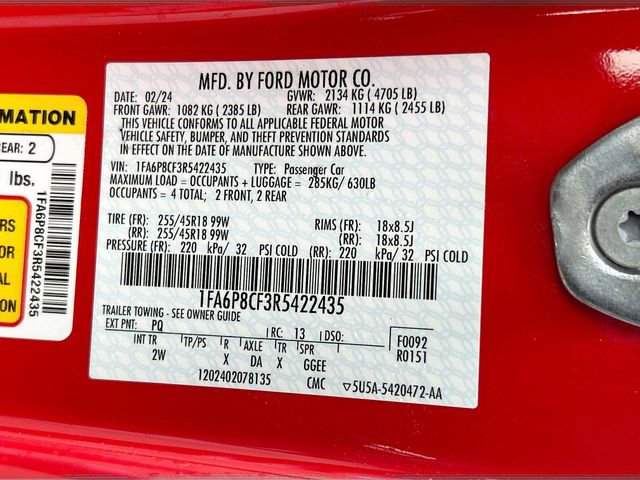 MFD. BY FORD MOTOR CO.
DATE: 02/24 GVWR: 2134 KG ( 4705 LB)
FRONT GAWR: 1082 KG ( 2385 LB) REAR GAWR: 1114 KG ( 2455 LB)
THIS VEHICLE CONFORMS TO ALL APPLICABLE FEDERAL MOTOR
VEHICLE SAFETY, BUMPER, AND THEFT PREVENTION STANDARDS
IN EFFECT ON THE DATE OF MANUFACTURE SHOWN ABOVE.
VIN: 1FA6P8CF3R5422435 TYPE: Passenger Car
MAXIMUM LOAD = OCCUPANTS + LUGGAGE = 285KG/ 630LB
OCCUPANTS = 4 TOTAL; 2 FRONT, 2 REAR
TIRE (FR): 255/45R18 99W RIMS (FR): 18x8.5J
(RR): 255/45R18 99W (RR): 18x8.5J
PRESSURE (FR): 220 kPa/ 32 PSI COLD (RR): 220 kPa/ 32 PSI COLD
1FA6P8CF3R5422435
TRAILER TOWING - SEE OWNER GUIDE
EXT PNT: PQ RC: 13 DSO: F0092
INT TR TP/PS R AXLE TR SPR R0151
2W X DA X GGEE
1202402078135 CMC 5U5A-5420472-AA
MATION
EAR: 2
lbs.
RS
OR
AL
ION
1FA6P8CF3R5422435